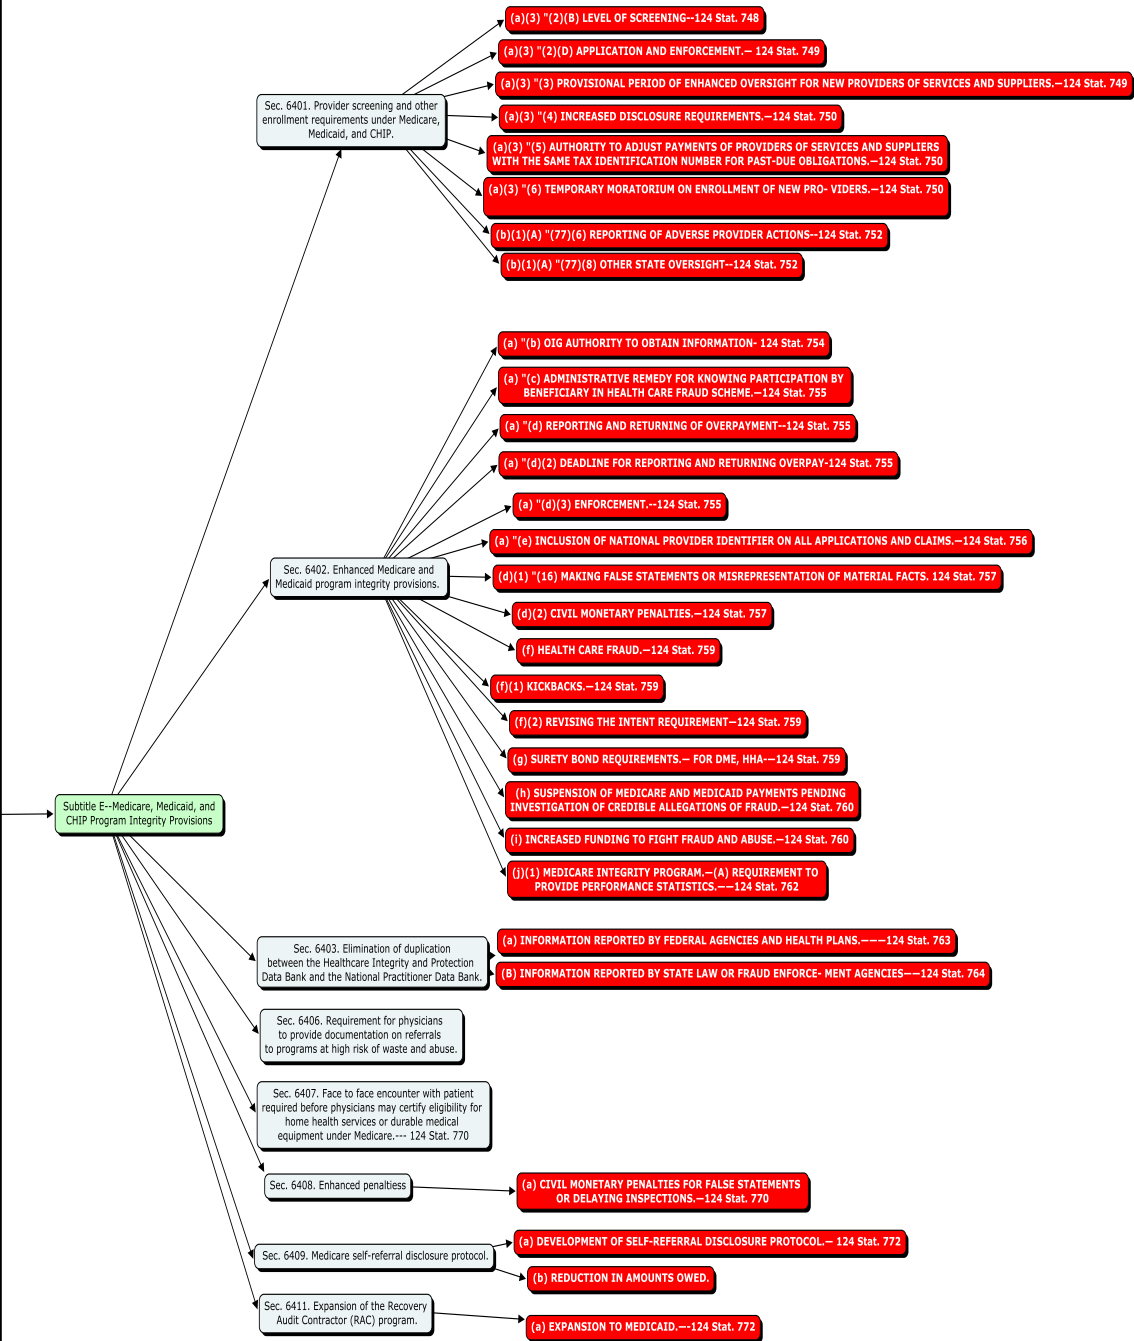 (a)(3) "(2)(B) LEVEL OF SCREENING--124 Stat. 748
(a)(3) "(2)(D) APPLICATION AND ENFORCEMENT.— 124 Stat. 749
(a)(3) "(3) PROVISIONAL PERIOD OF ENHANCED OVERSIGHT FOR NEW PROVIDERS OF SERVICES AND SUPPLIERS.—124 Stat. 749
Sec. 6401. Provider screening and other
enrollment requirements under Medicare,
Medicaid, and CHIP.
(a)(3) "(4) INCREASED DISCLOSURE REQUIREMENTS.—124 Stat. 750
(a)(3) "(5) AUTHORITY TO ADJUST PAYMENTS OF PROVIDERS OF SERVICES AND SUPPLIERS
WITH THE SAME TAX IDENTIFICATION NUMBER FOR PAST-DUE OBLIGATIONS.—124 Stat. 750
(a)(3) "(6) TEMPORARY MORATORIUM ON ENROLLMENT OF NEW PRO- VIDERS.—124 Stat. 750
(b)(1)(A) "(77)(6) REPORTING OF ADVERSE PROVIDER ACTIONS--124 Stat. 752
(b)(1)(A) "(77)(8) OTHER STATE OVERSIGHT--124 Stat. 752
(a) "(b) OIG AUTHORITY TO OBTAIN INFORMATION- 124 Stat. 754
(a) "(c) ADMINISTRATIVE REMEDY FOR KNOWING PARTICIPATION BY
BENEFICIARY IN HEALTH CARE FRAUD SCHEME.—124 Stat. 755
(a) "(d) REPORTING AND RETURNING OF OVERPAYMENT--124 Stat. 755
(a) "(d)(2) DEADLINE FOR REPORTING AND RETURNING OVERPAY-124 Stat. 755
(a) "(d)(3) ENFORCEMENT.--124 Stat. 755
(a) "(e) INCLUSION OF NATIONAL PROVIDER IDENTIFIER ON ALL APPLICATIONS AND CLAIMS.—124 Stat. 756
Sec. 6402. Enhanced Medicare and
Medicaid program integrity provisions.
(d)(1) "(16) MAKING FALSE STATEMENTS OR MISREPRESENTATION OF MATERIAL FACTS. 124 Stat. 757
(d)(2) CIVIL MONETARY PENALTIES.—124 Stat. 757
(f) HEALTH CARE FRAUD.—124 Stat. 759
(f)(1) KICKBACKS.—124 Stat. 759
(f)(2) REVISING THE INTENT REQUIREMENT—124 Stat. 759
(g) SURETY BOND REQUIREMENTS.— FOR DME, HHA-—124 Stat. 759
(h) SUSPENSION OF MEDICARE AND MEDICAID PAYMENTS PENDING
INVESTIGATION OF CREDIBLE ALLEGATIONS OF FRAUD.—124 Stat. 760
Subtitle E--Medicare, Medicaid, and
CHIP Program Integrity Provisions
(i) INCREASED FUNDING TO FIGHT FRAUD AND ABUSE.—124 Stat. 760
(j)(1) MEDICARE INTEGRITY PROGRAM.—(A) REQUIREMENT TO
PROVIDE PERFORMANCE STATISTICS.——124 Stat. 762
Sec. 6403. Elimination of duplication
between the Healthcare Integrity and Protection
Data Bank and the National Practitioner Data Bank.
(a) INFORMATION REPORTED BY FEDERAL AGENCIES AND HEALTH PLANS.———124 Stat. 763
(B) INFORMATION REPORTED BY STATE LAW OR FRAUD ENFORCE- MENT AGENCIES——124 Stat. 764
Sec. 6406. Requirement for physicians
to provide documentation on referrals
to programs at high risk of waste and abuse.
Sec. 6407. Face to face encounter with patient
required before physicians may certify eligibility for
home health services or durable medical
equipment under Medicare.--- 124 Stat. 770
Sec. 6408. Enhanced penaltiess
(a) CIVIL MONETARY PENALTIES FOR FALSE STATEMENTS
OR DELAYING INSPECTIONS.—124 Stat. 770
Sec. 6409. Medicare self-referral disclosure protocol.
(a) DEVELOPMENT OF SELF-REFERRAL DISCLOSURE PROTOCOL.— 124 Stat. 772
(b) REDUCTION IN AMOUNTS OWED.
Sec. 6411. Expansion of the Recovery
Audit Contractor (RAC) program.
(a) EXPANSION TO MEDICAID.—-124 Stat. 772